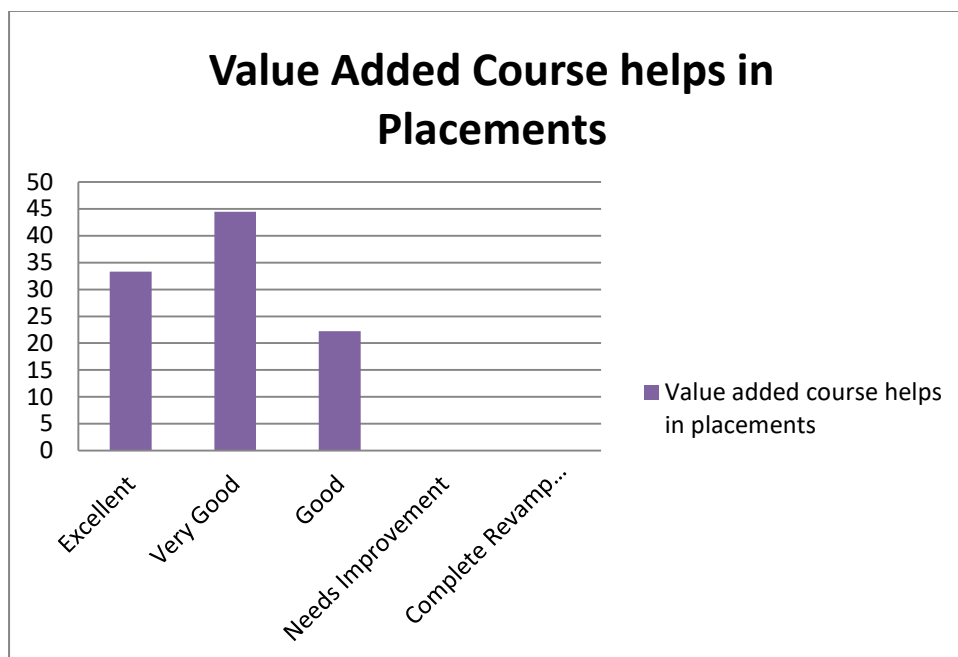 Value Added Course helps in
Placements
50
45
40
35
30
25
20
15
10
5
0
Excellent
Very Good
Good
Needs Improvement
Complete Revamp...
Value added course helps
in placements